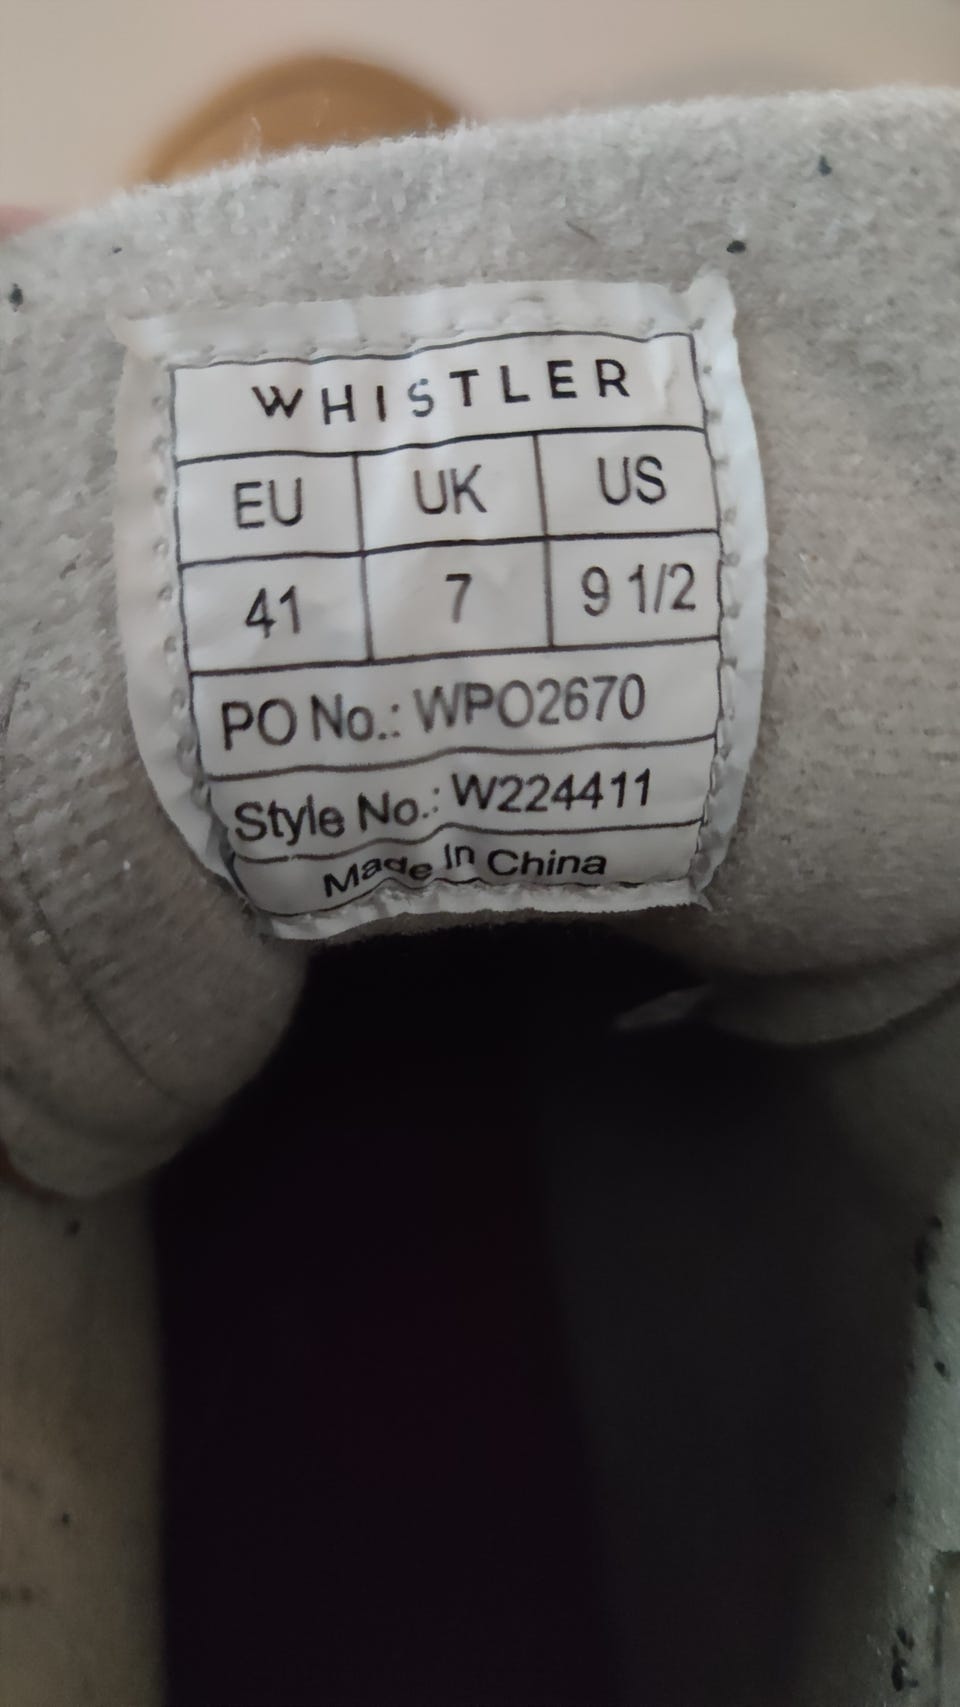 WHISTLER
EU UK US
41 7 9 1/2
PO No.: WPO2670
Style No.: W224411
Made In China